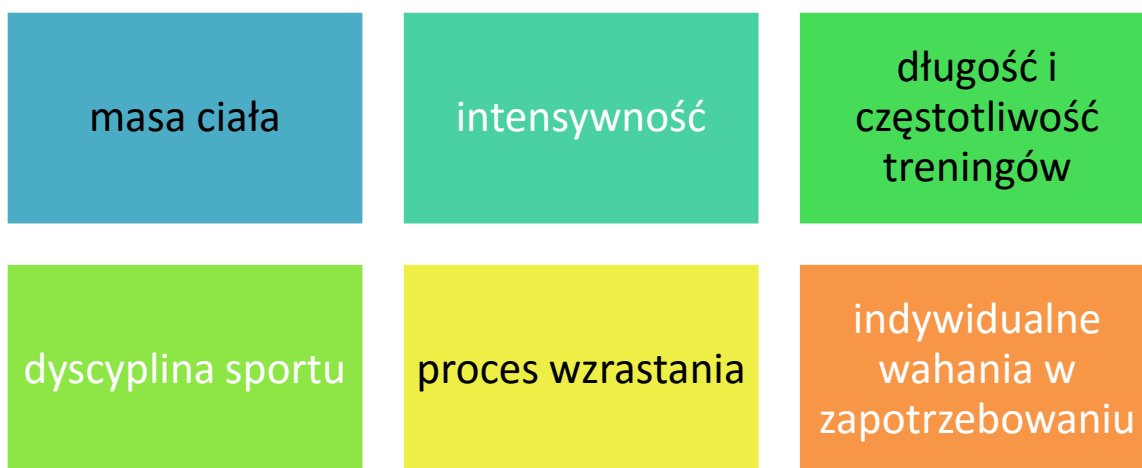 masa ciała
intensywność
długość i
częstotliwość
treningów
dyscyplina sportu
proces wzrastania
indywidualne
wahania w
zapotrzebowaniu